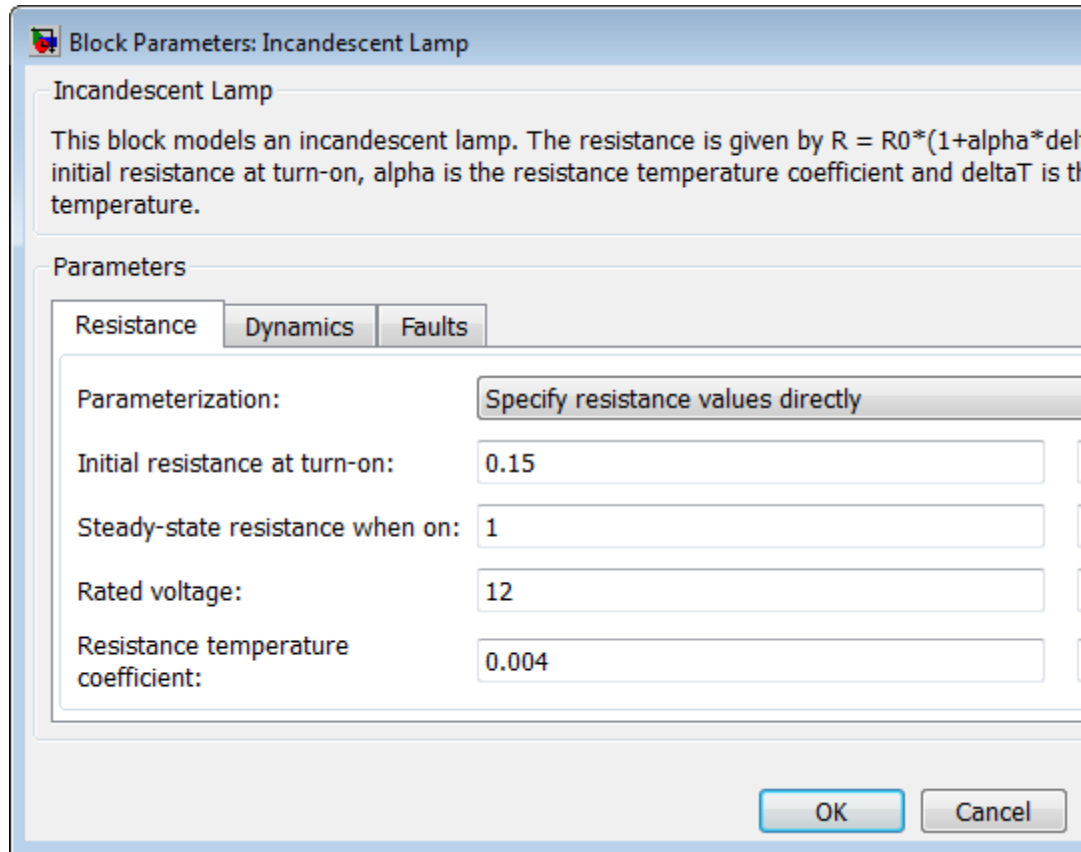 Block Parameters: Incandescent Lamp
Incandescent Lamp
This block models an incandescent lamp. The resistance is given by R = R0*(1+alpha*del
initial resistance at turn-on, alpha is the resistance temperature coefficient and deltaT is
temperature.
Parameters
Resistance Dynamics Faults
Parameterization: Specify resistance values directly
Initial resistance at turn-on: 0.15
Steady-state resistance when on: 1
Rated voltage: 12
Resistance temperature
coefficient: 0.004
OK Cancel